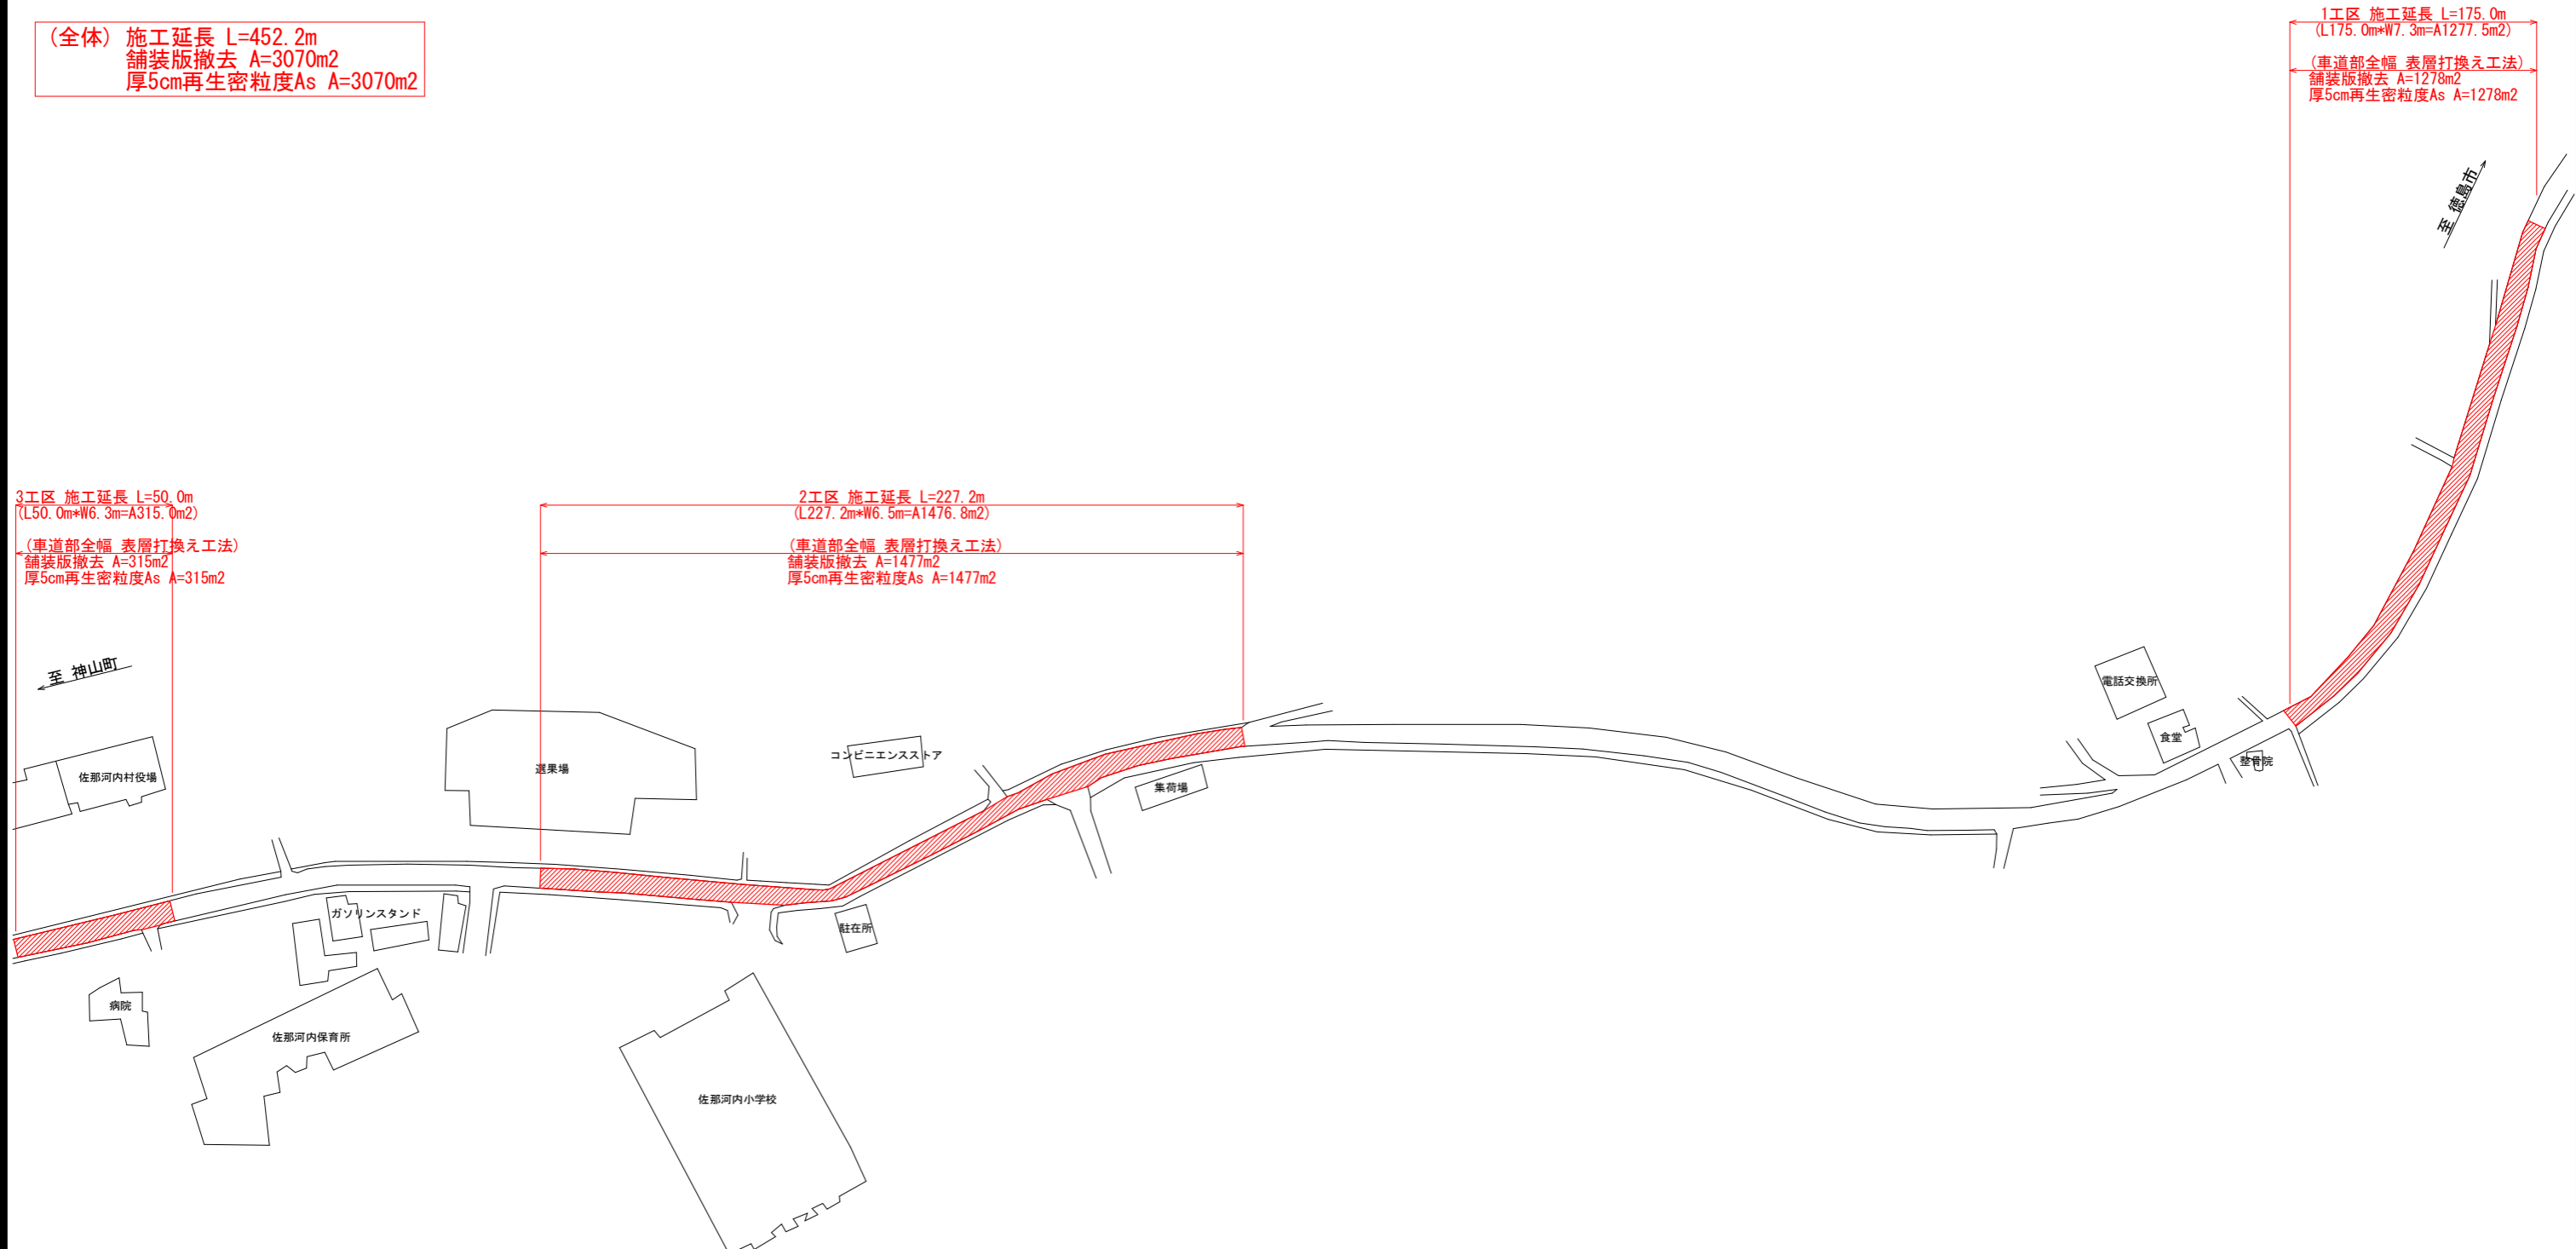 (全体) 施工延長 L=452.2m
舗装版撤去 A=3070m2
厚5cm再生密粒度As A=3070m2
1工区 施工延長 L=175.0m
(L175.0m*W7.3m=A1277.5m2)
(車道部全幅 表層打換え工法)
舗装版撤去 A=1278m2
厚5cm再生密粒度As A=1278m2
至 徳島市
3工区 施工延長 L=50.0m
(L50.0m*W6.3m=A315.0m2)
(車道部全幅 表層打換え工法)
舗装版撤去 A=315m2
厚5cm再生密粒度As A=315m2
2工区 施工延長 L=227.2m
(L227.2m*W6.5m=A1476.8m2)
(車道部全幅 表層打換え工法)
舗装版撤去 A=1477m2
厚5cm再生密粒度As A=1477m2
至 神山町
佐那河内村役場
選果場
コンビニエンスストア
集荷場
電話交換所
食堂
整骨院
ガソリンスタンド
駐在所
病院
佐那河内保育所
佐那河内小学校